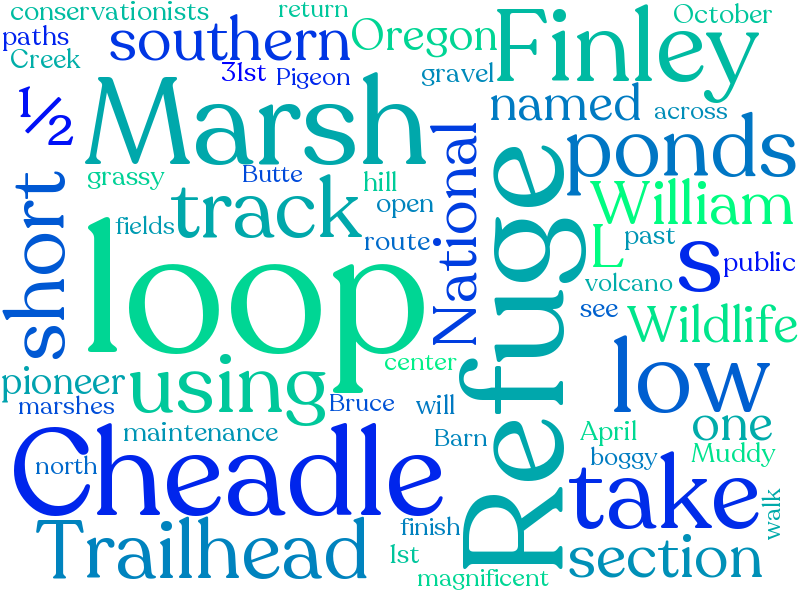 conservationists
return
October
paths
southern
Oregon
Finley
Creek
31st
Pigeon
gravel
½
Marsh
named
across
grassy
Butte
hill
National
Refuge
ponds
short
track
open
William
fields
route
L
past
s
public
loop
volcano
see
Wildlife
center
low
pioneer
using
marshes
Bruce
will
one
maintenance
Barn
April
Muddy
north
Cheadle
boggy
take
walk
Trailhead
finish
1st
section
magnificent